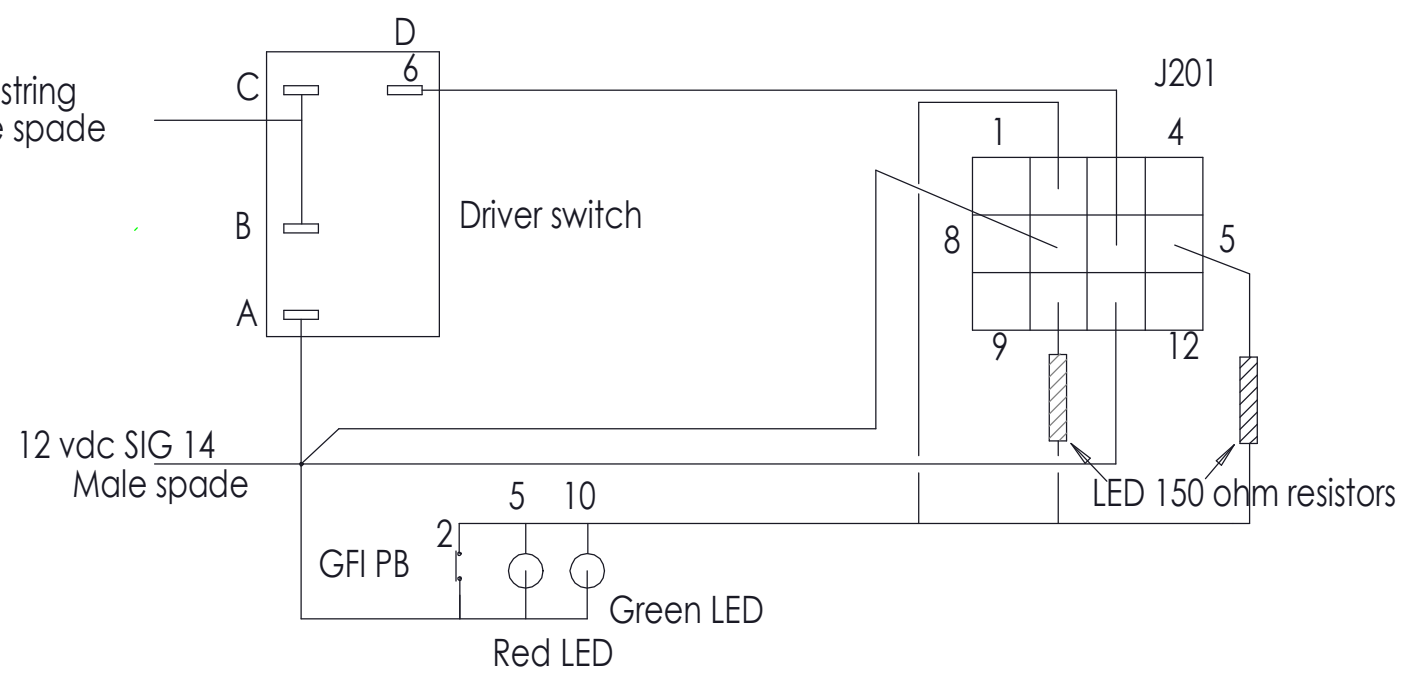 D
6
C
string
spade
J201
1
4
B
Driver switch
8
5
A
9
12
12 vdc SIG 14
Male spade
LED 150 ohm resistors
5
10
2
GFI PB
Green LED
Red LED